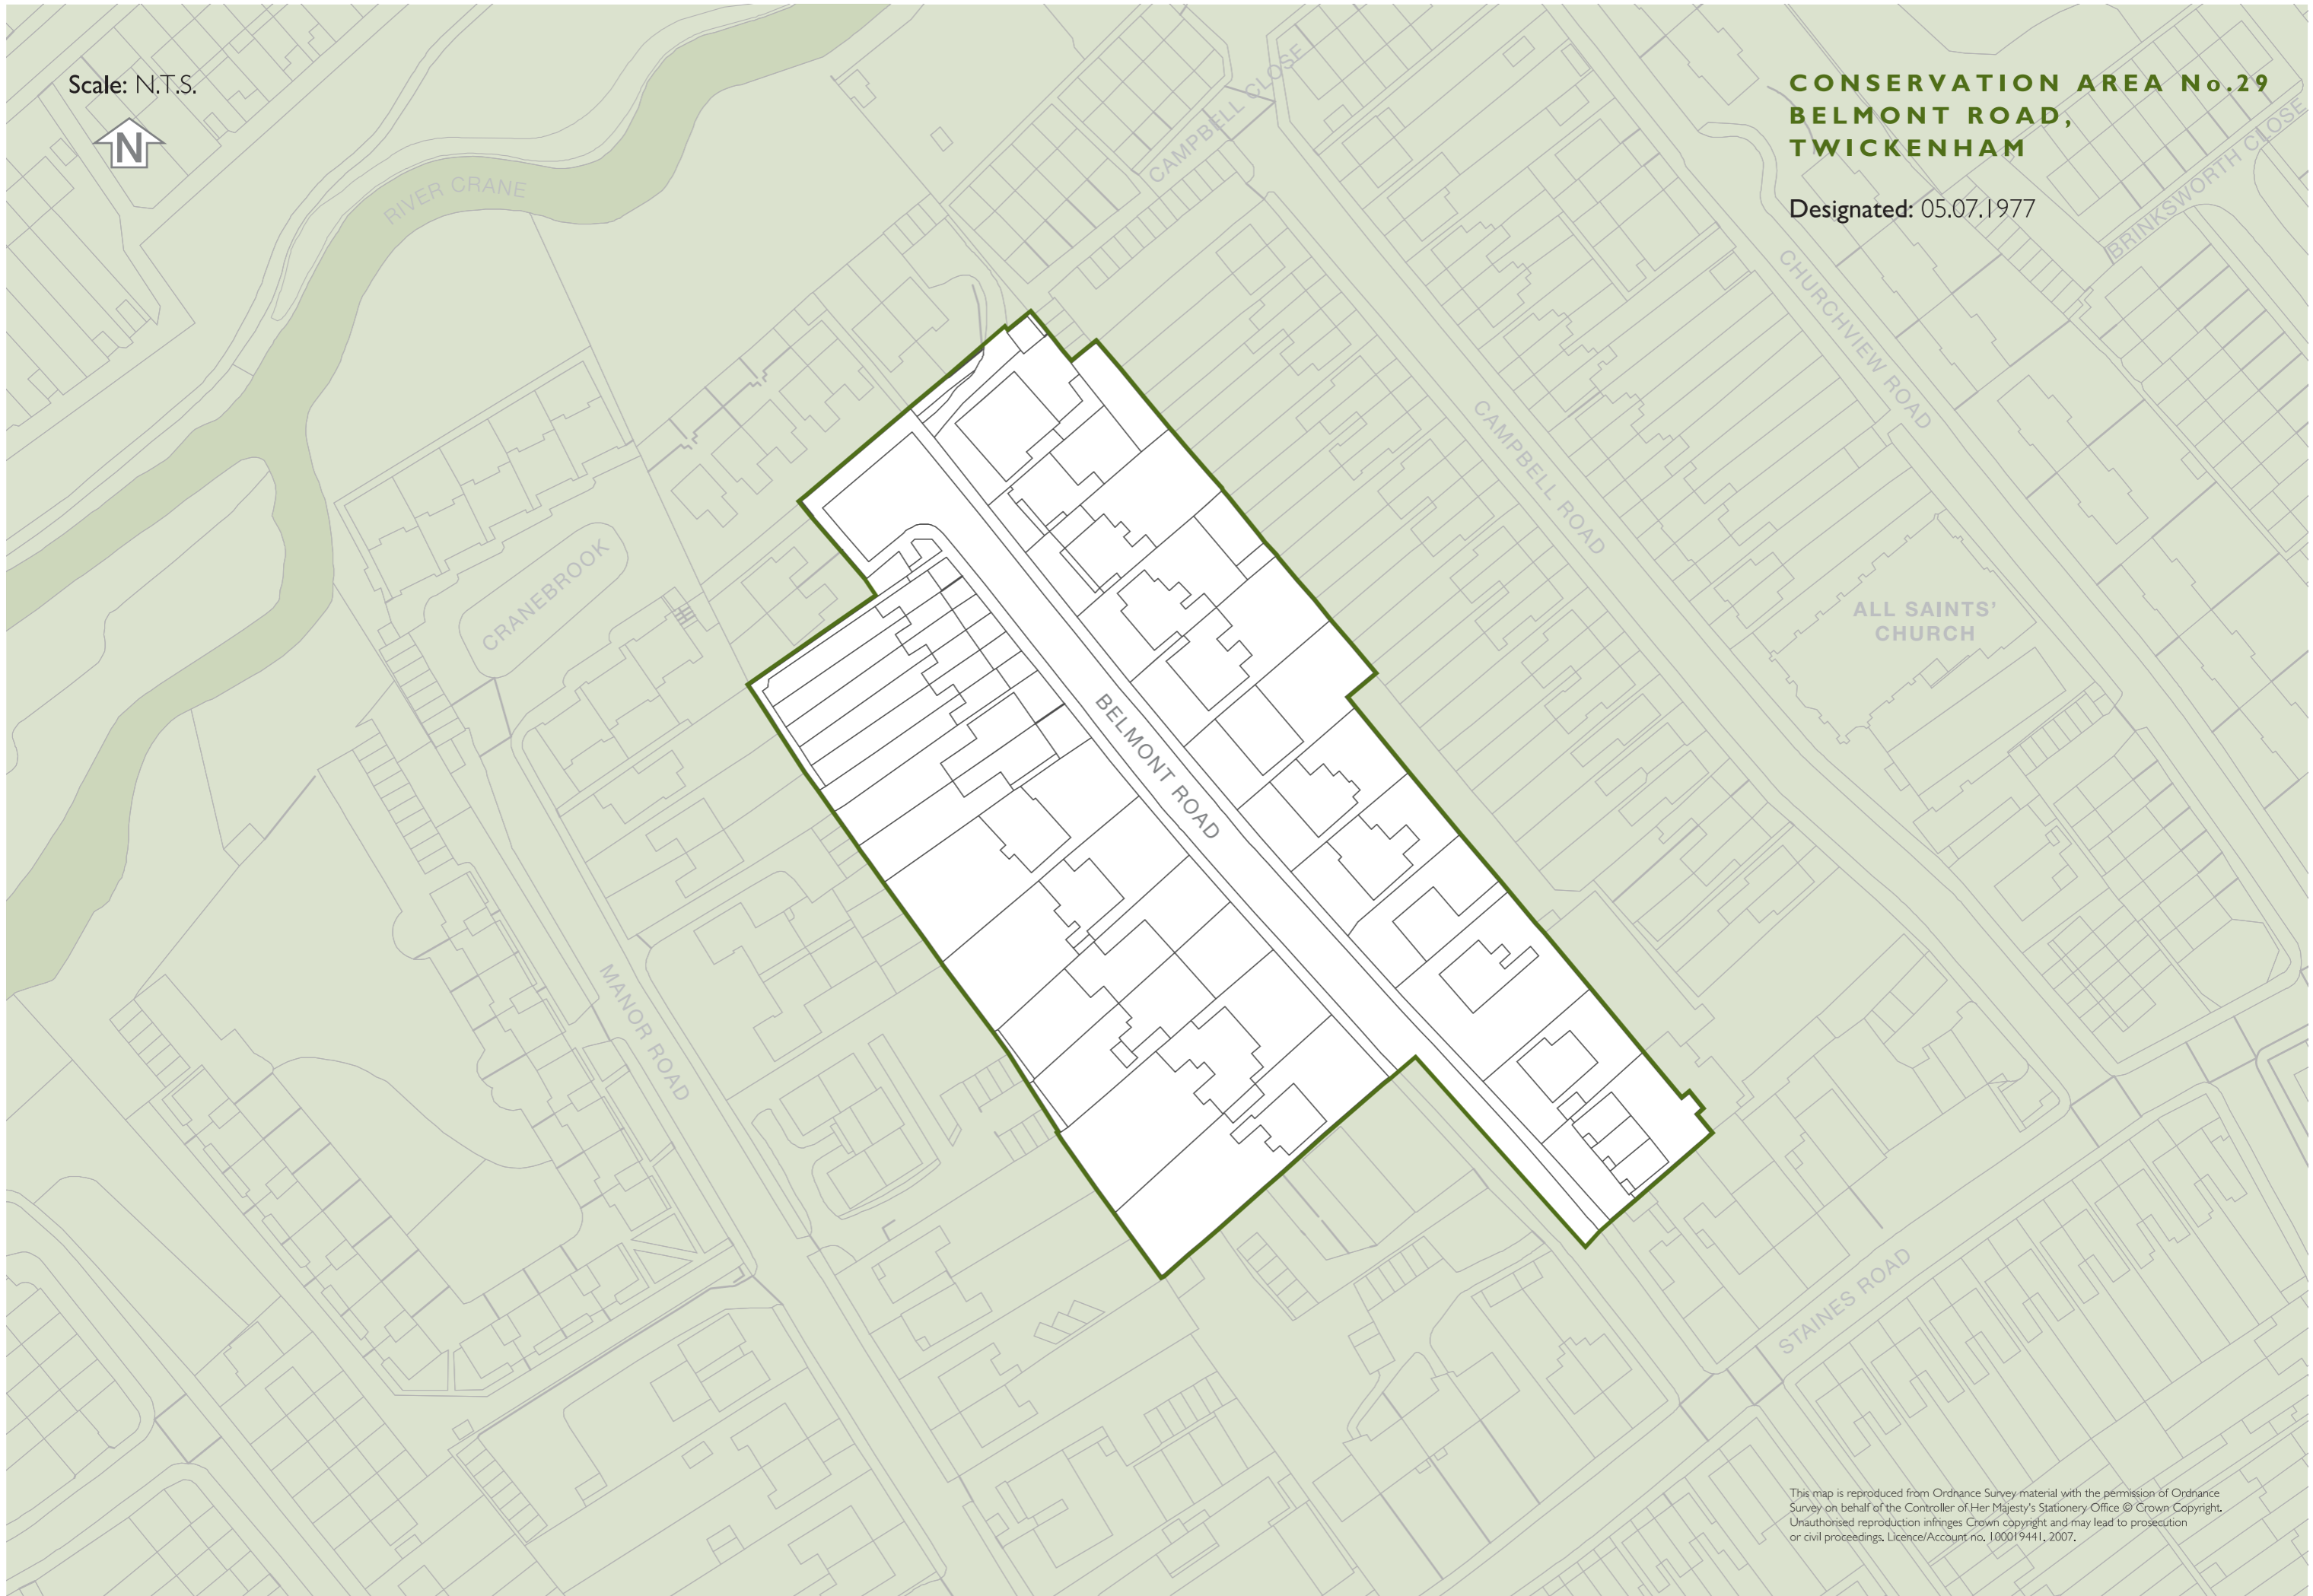 Scale: N.T.S.
N
CONSERVATION AREA No.29
BELMONT ROAD,
TWICKENHAM
Designated: 05.07.1977
RIVER CRANE
CAMPBELL CLOSE
BRINKSWORTH CLOSE
CHURCHVIEW ROAD
CAMPBELL ROAD
CRANEBROOK
ALL SAINTS'
CHURCH
BELMONT ROAD
MANOR ROAD
STAINES ROAD
This map is reproduced from Ordnance Survey material with the permission of Ordnance
Survey on behalf of the Controller of Her Majesty's Stationery Office © Crown Copyright.
Unauthorised reproduction infringes Crown copyright and may lead to prosecution
or civil proceedings. Licence/Account no. 100019441, 2007.